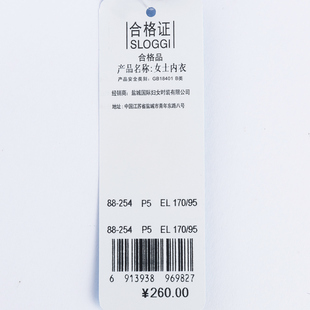 合格证
SLOGGI
合格品
产品名称:女士内衣
产品安全类别: GB18401 B类
经销商: 盐城国际妇女时装有限公司
地址: 中国江苏省盐城市青年东路八号
88-254 P5 EL 170/95
88-254 P5 EL 170/95
6 913938 969827
¥260.00